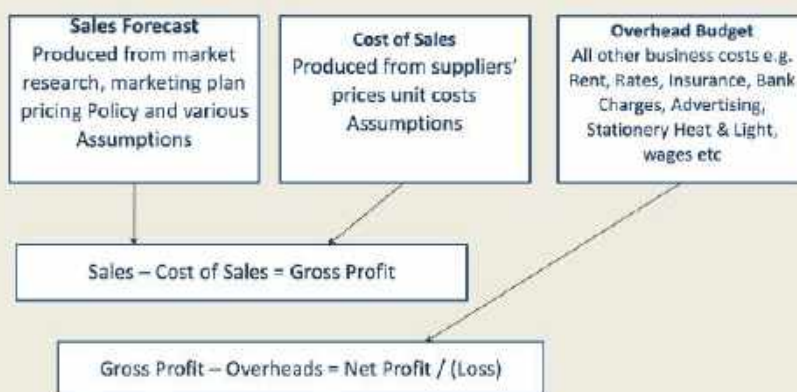 Sales Forecast
Produced from market
research, marketing plan
pricing Policy and various
Assumptions
Cost of Sales
Produced from suppliers'
prices unit costs
Assumptions
Overhead Budget
All other business costs e.g.
Rent, Rates, Insurance, Bank
Charges, Advertising,
Stationery Heat & Light,
wages etc
Sales – Cost of Sales = Gross Profit
Gross Profit – Overheads = Net Profit / (Loss)